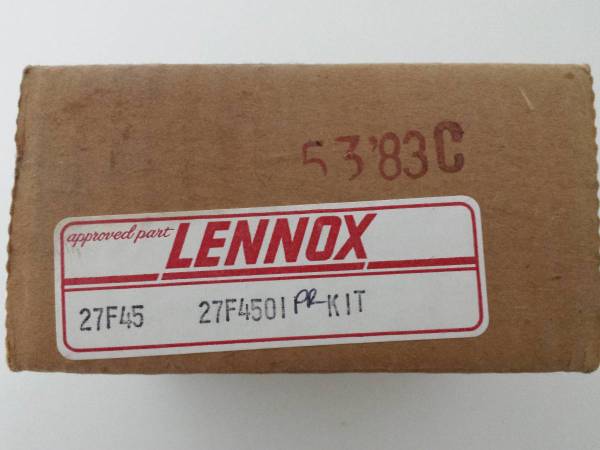 53'83C
approved part LENNOX
27F45 27F4501 PR-KIT